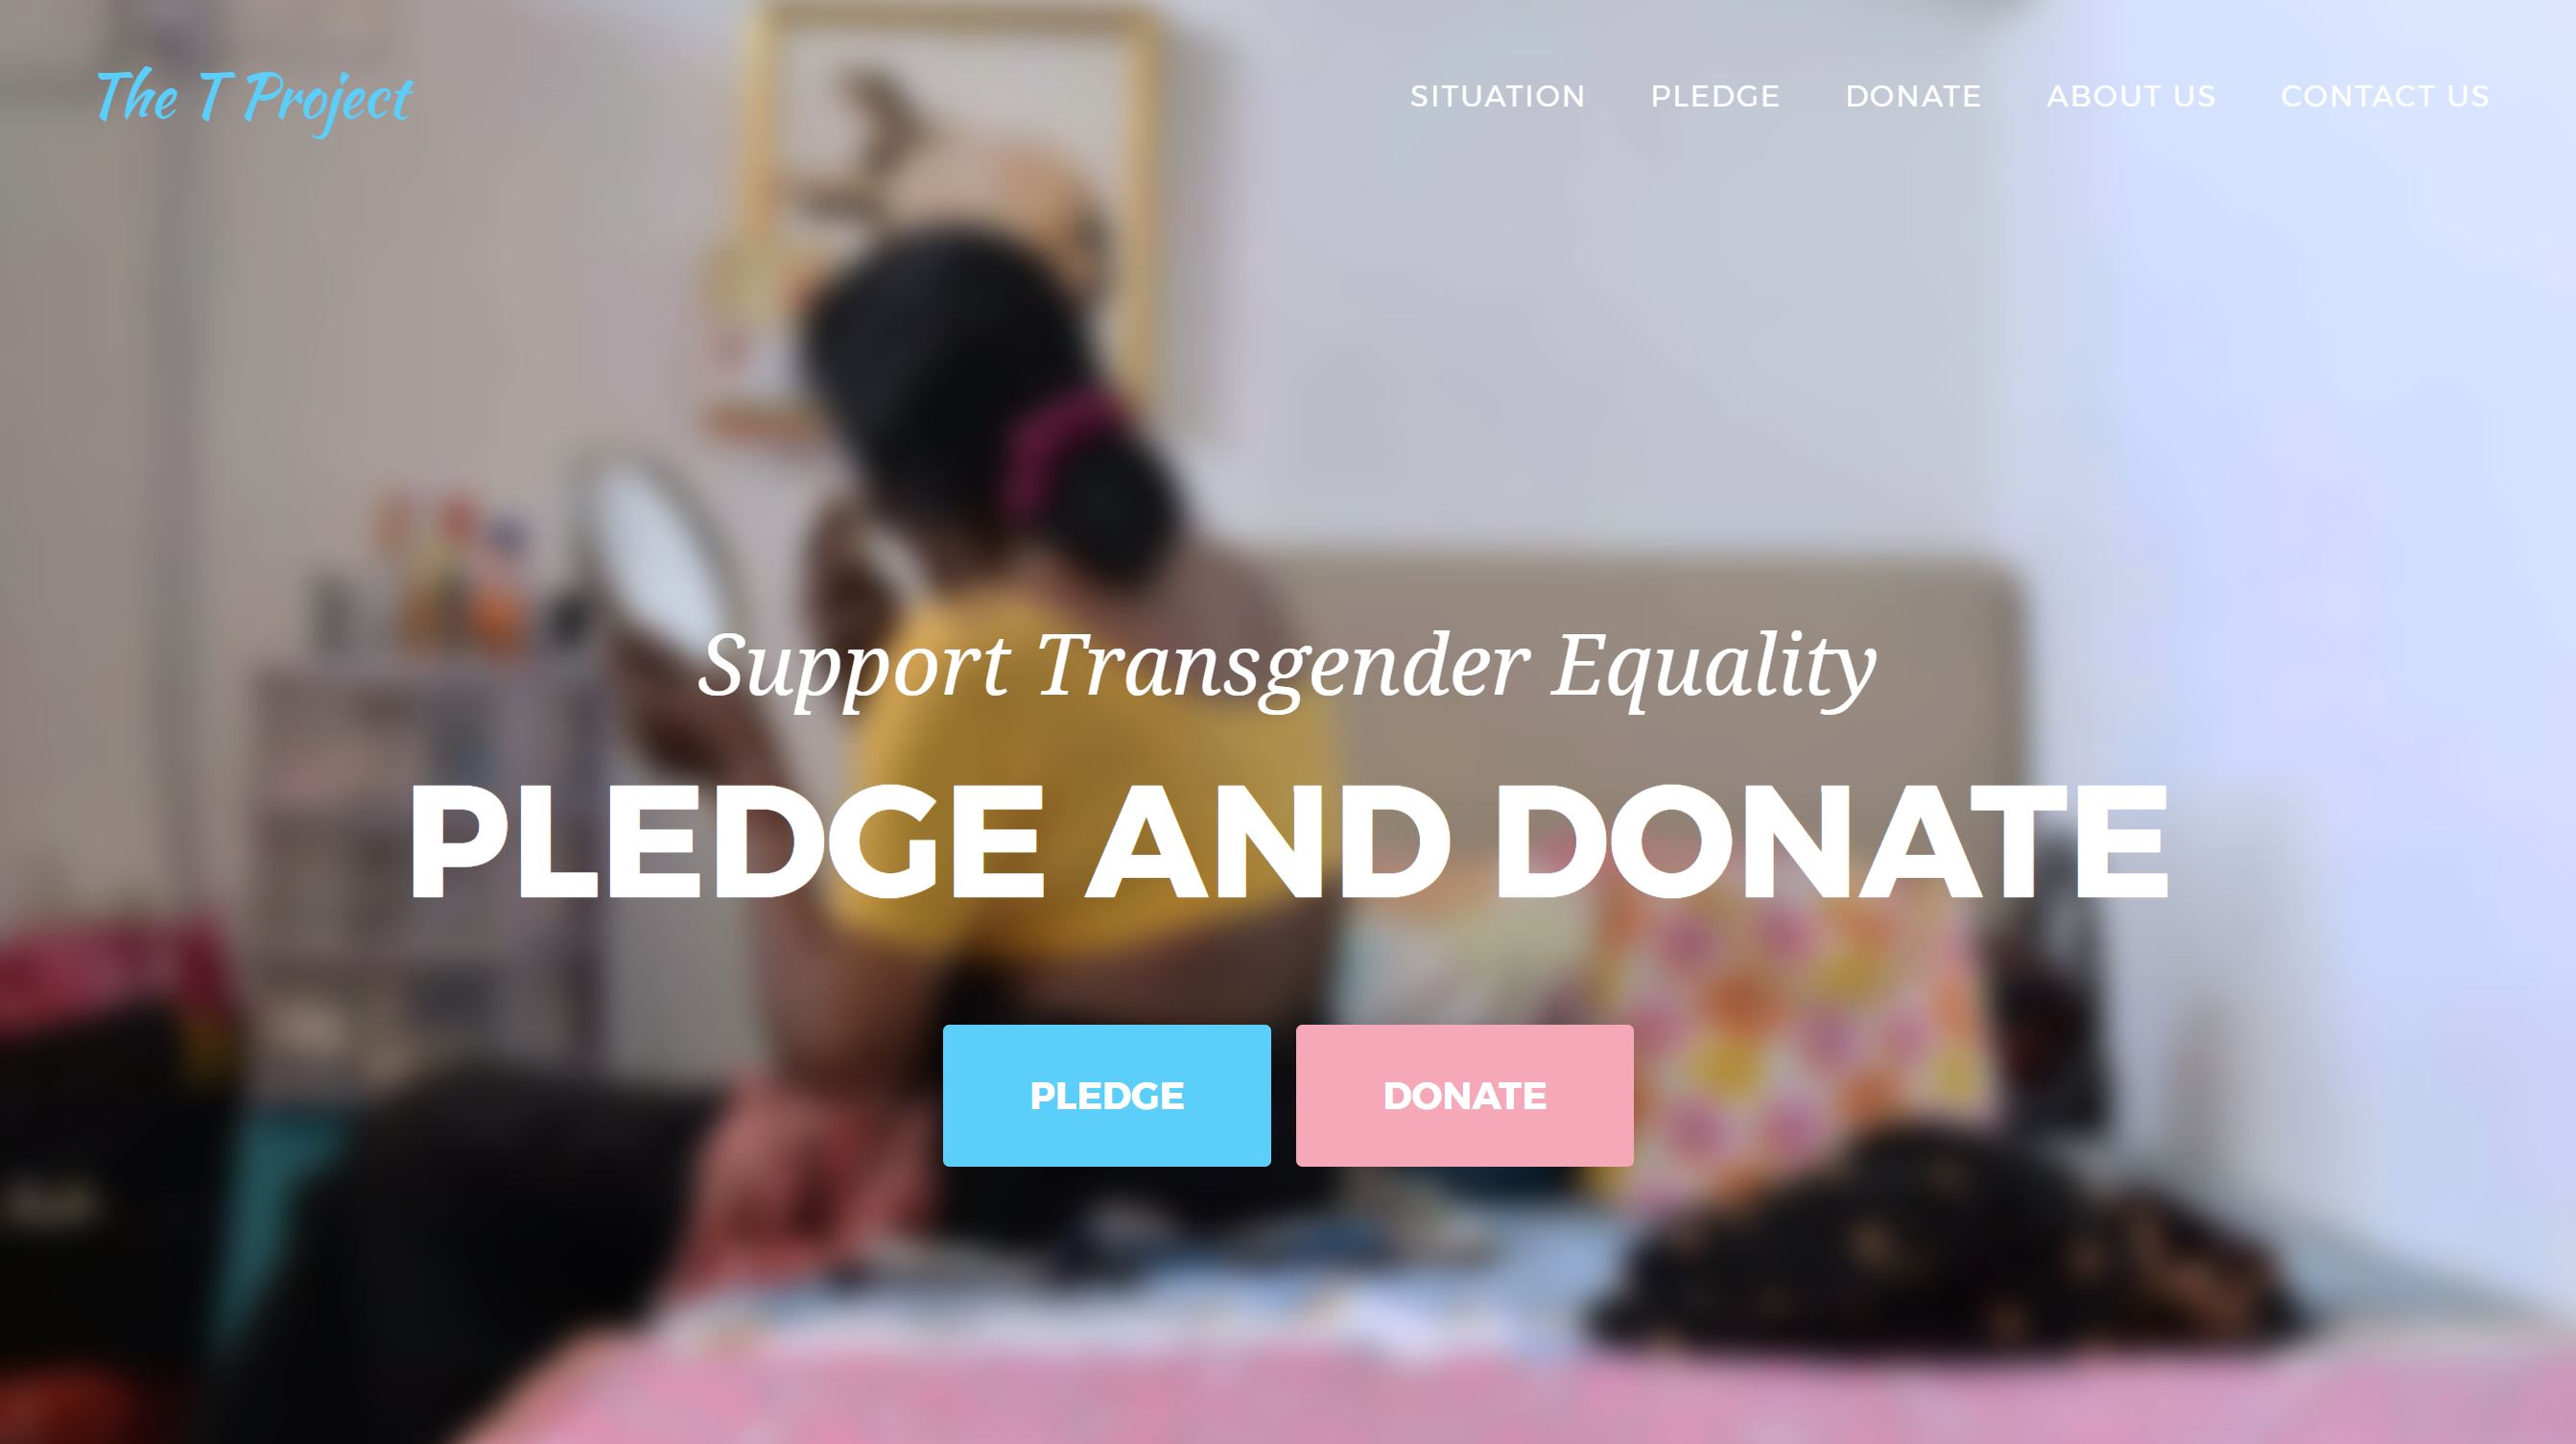 The T Project
SITUATION PLEDGE DONATE ABOUT US CONTACT US
Support Transgender Equality
PLEDGE AND DONATE
PLEDGE DONATE